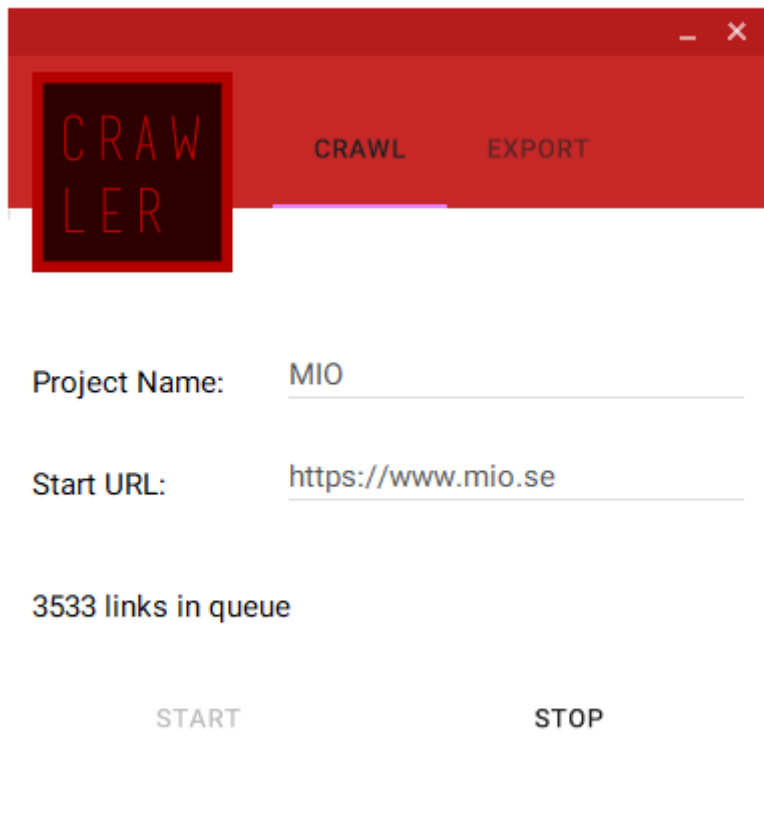 CRAW
LER
CRAWL
EXPORT
Project Name:
MIO
Start URL:
https://www.mio.se
3533 links in queue
START
STOP